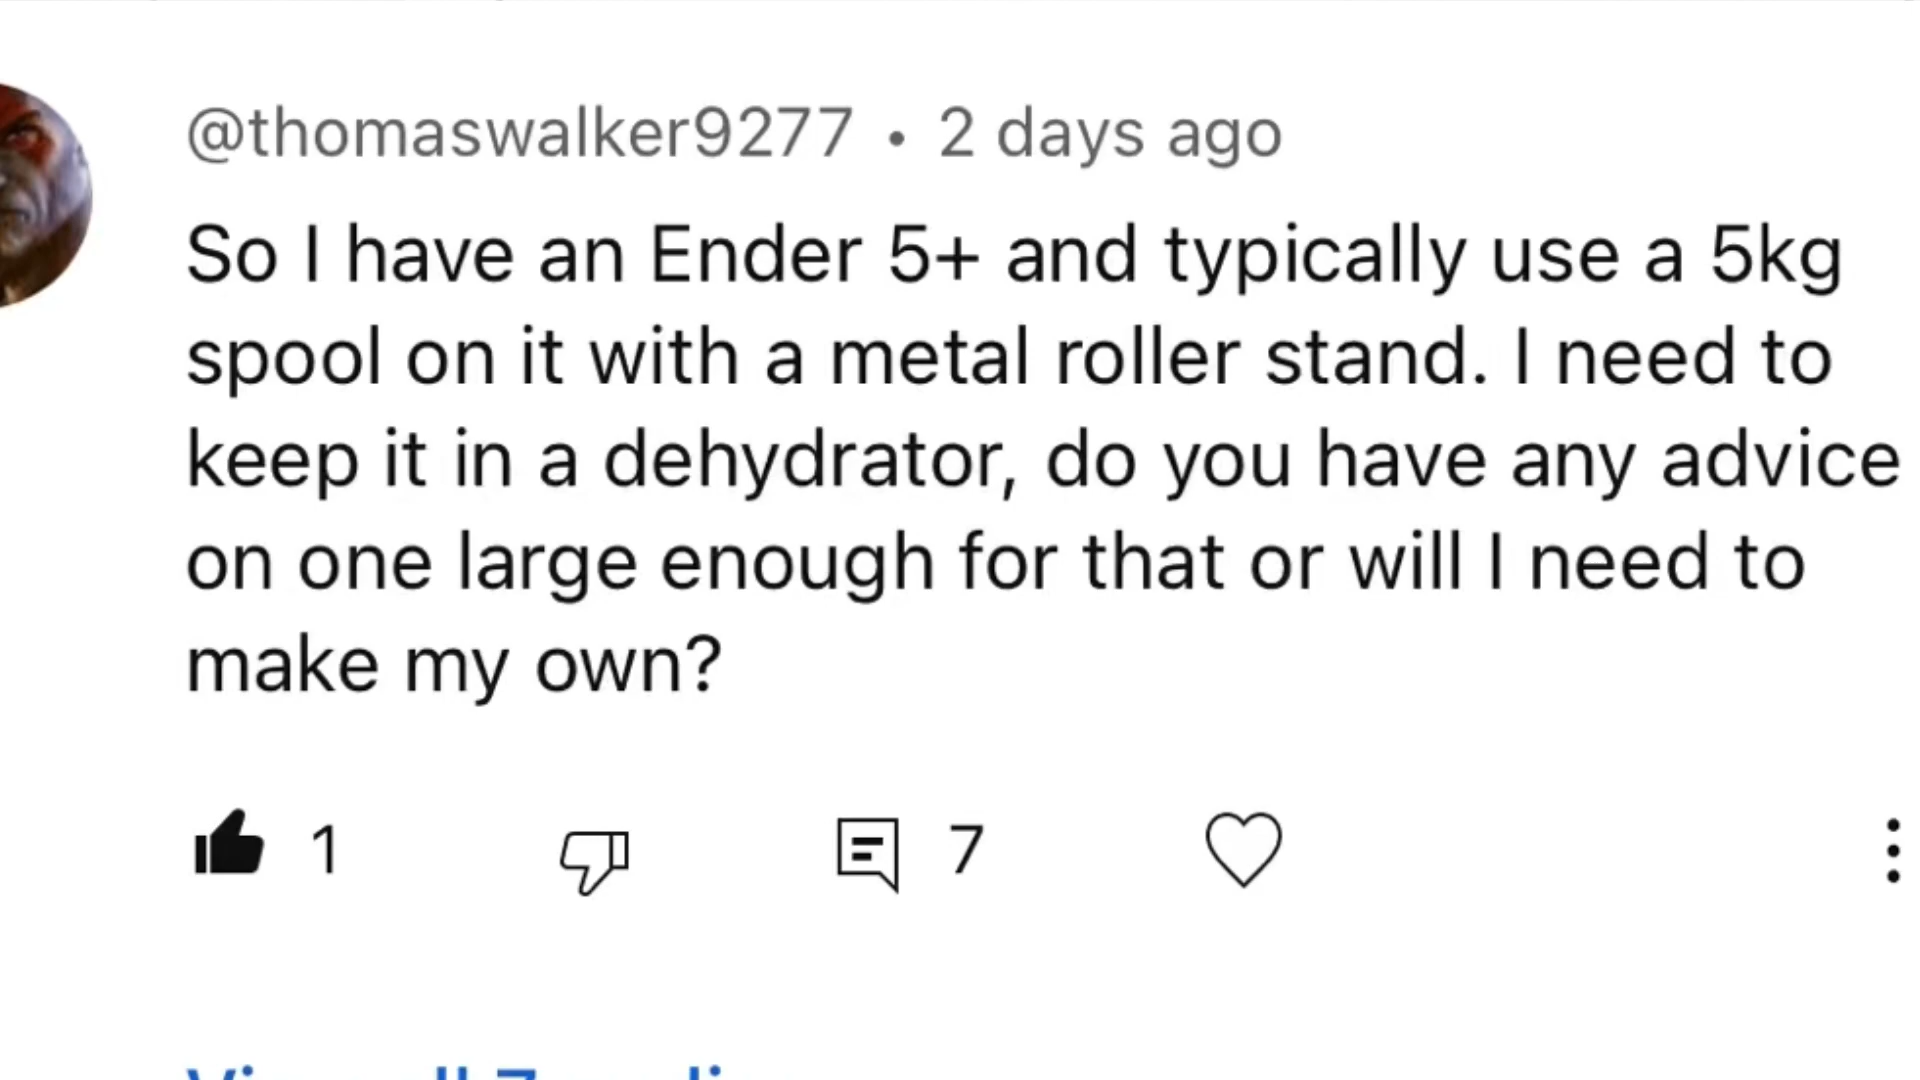 @thomaswalker9277 • 2 days ago
So I have an Ender 5+ and typically use a 5kg
spool on it with a metal roller stand. I need to
keep it in a dehydrator, do you have any advice
on one large enough for that or will I need to
make my own?
1 7